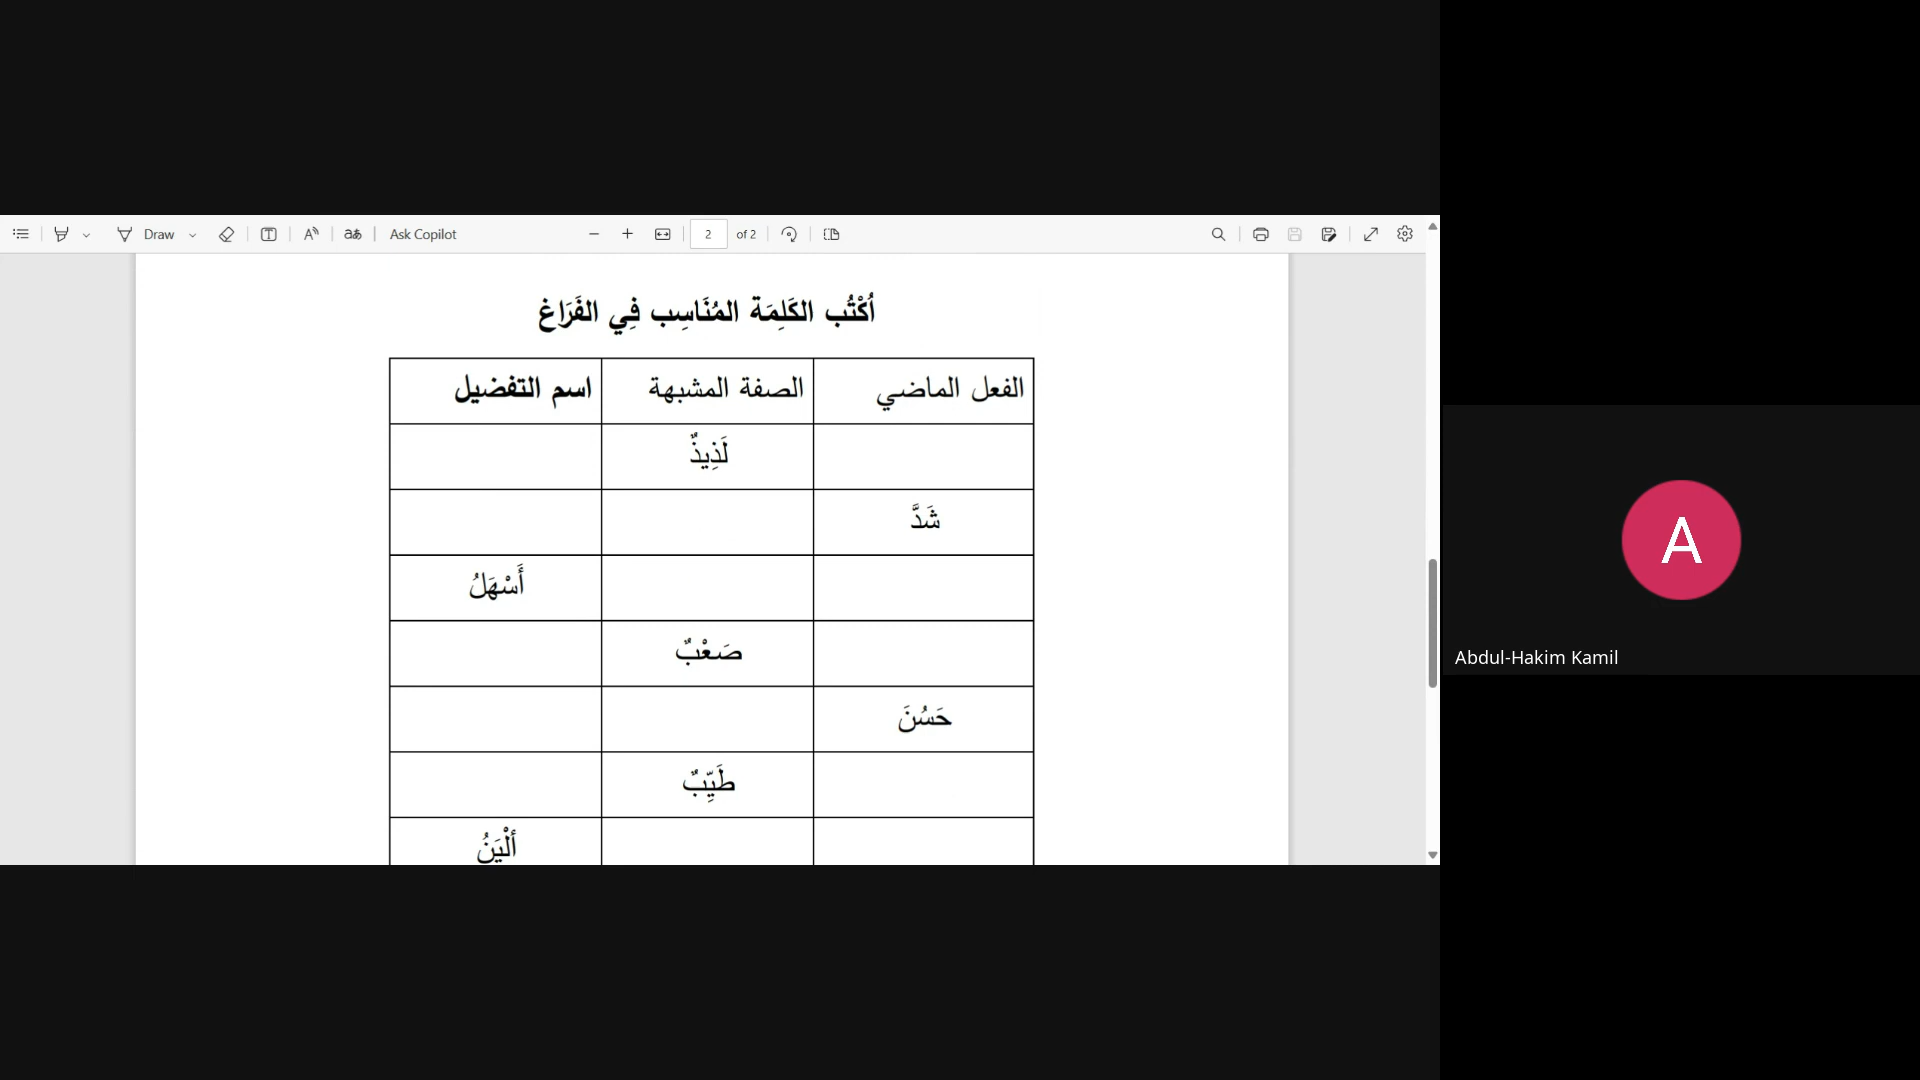 Draw
Ask Copilot
2 of 2
اُكْتُب الكَلِمَة المُنَاسِب فِي الفَرَاغ
الفعل الماضي الصفة المشبهة اسم التفضيل
لَذِيذٌ
شَدَّ
أَسْهَلُ
صَعْبٌ
حَسُنَ
طَيِّبٌ
ألْيَنُ
A
Abdul-Hakim Kamil